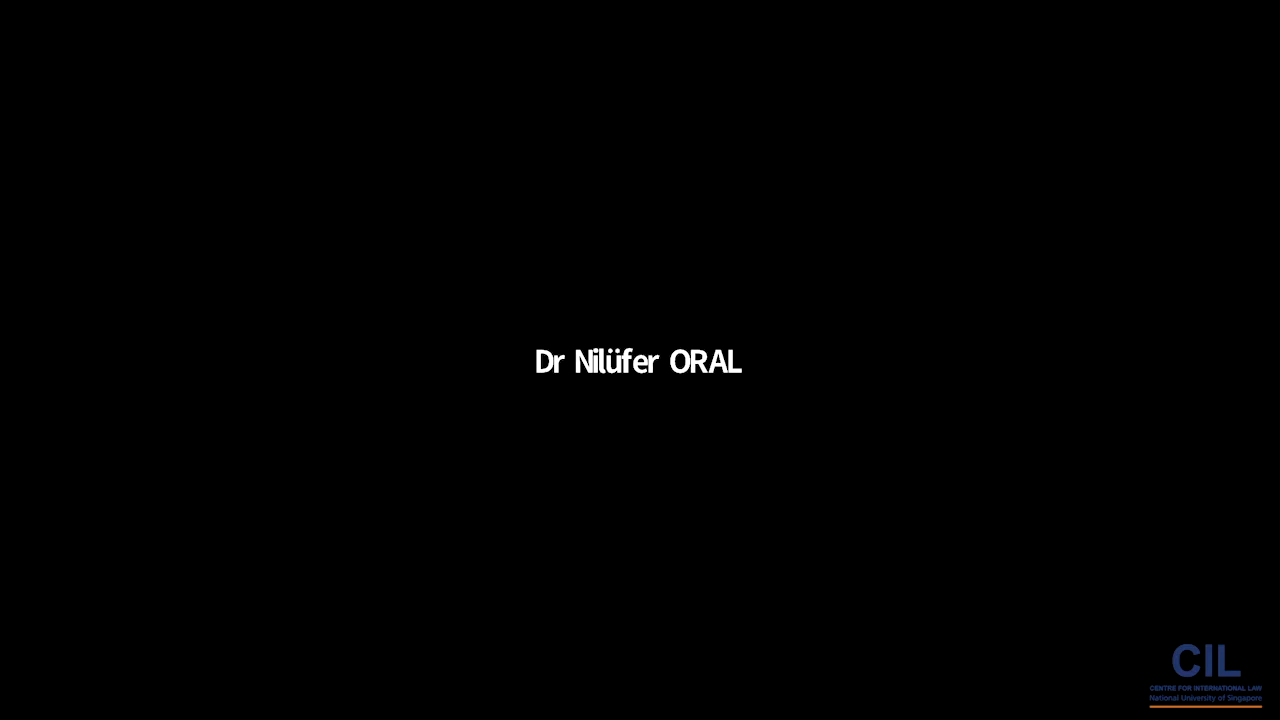 Dr Nilüfer ORAL
CIL
CENTRE FOR INTERNATIONAL LAW
National University of Singapore